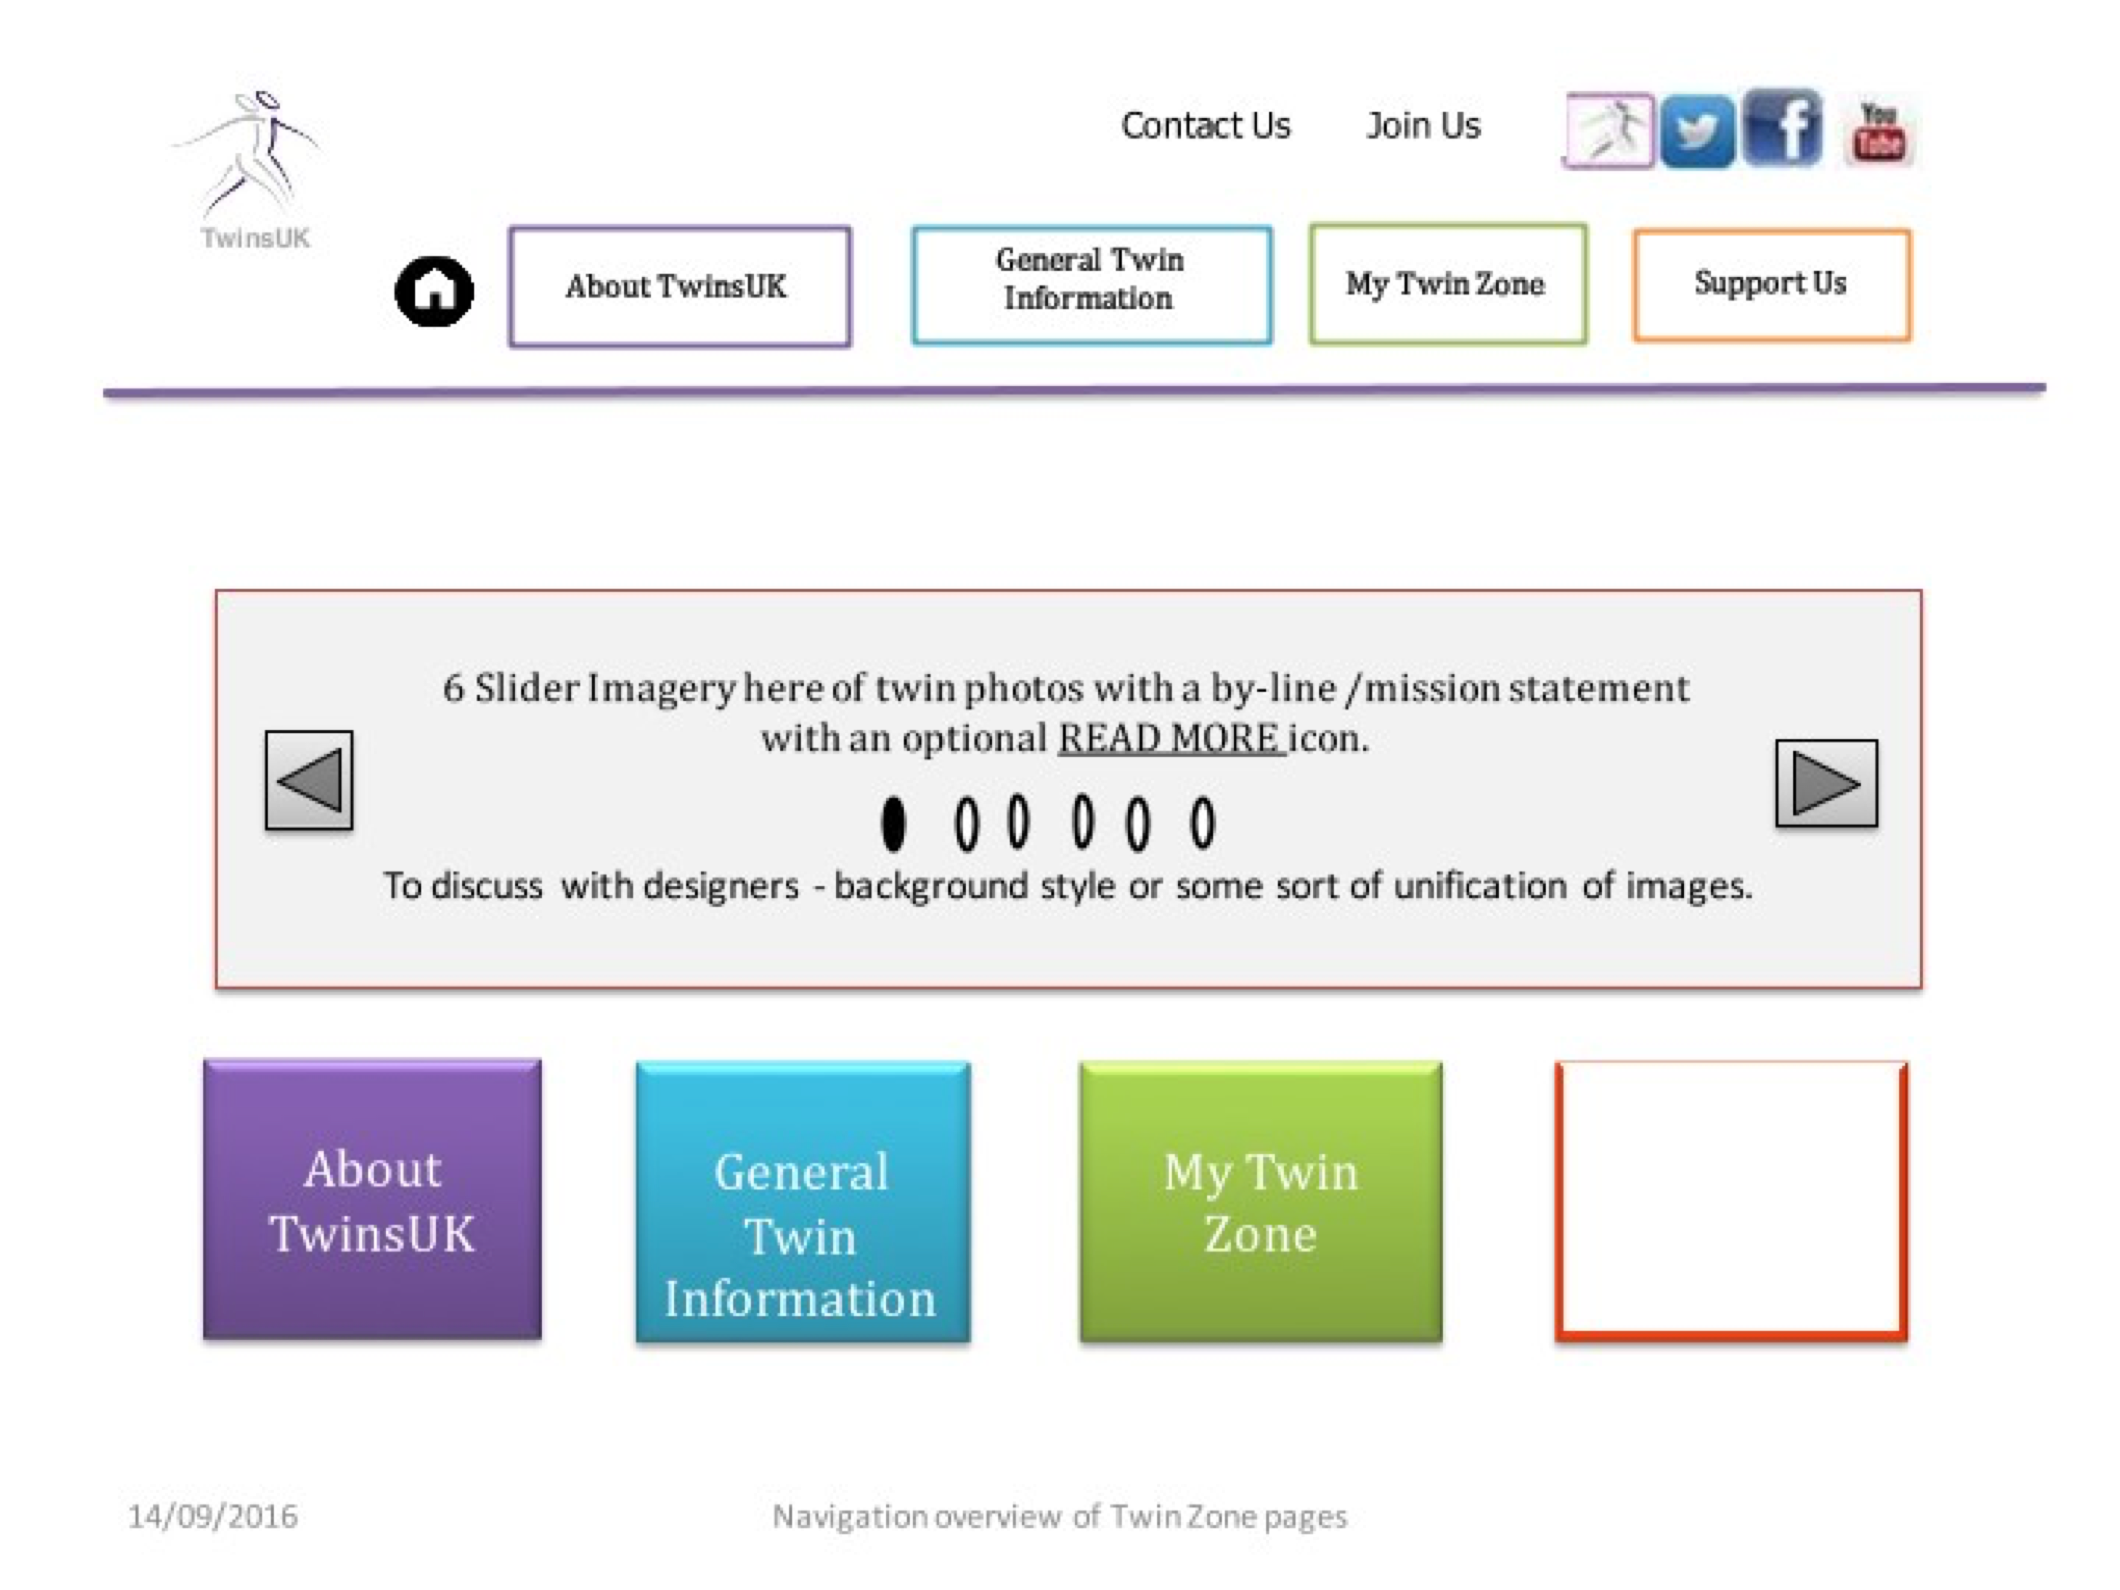 Contact Us Join Us
You
Tube
TwinsUK
About TwinsUK
General Twin
Information
My Twin Zone
Support Us
6 Slider Imagery here of twin photos with a by-line /mission statement
with an optional READ MORE icon.
To discuss with designers - background style or some sort of unification of images.
About
TwinsUK
General
Twin
Information
My Twin
Zone
14/09/2016
Navigation overview of Twin Zone pages